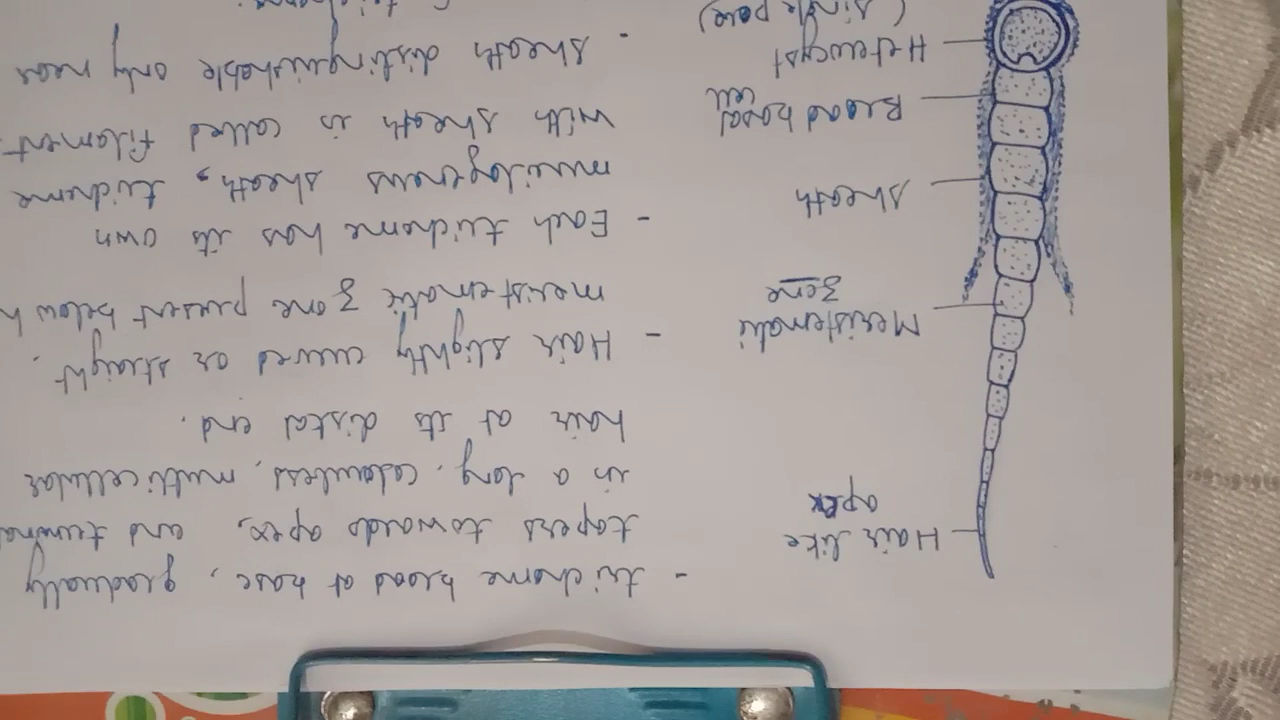 Hair like
apex
Meristematic
Zone
sheath
Broad basal
cell
Heterocyst
(single pore)
- trichome broad at base, gradually
tapers towards apex, and
in a long, colourless, multicellular
hair at its distal end.
- Hair slightly curved or straight.
meristematic zone present below
- Each trichome has its own
mucilogenous sheath, trichome
with sheath is called filament
. sheath distinguishable only near